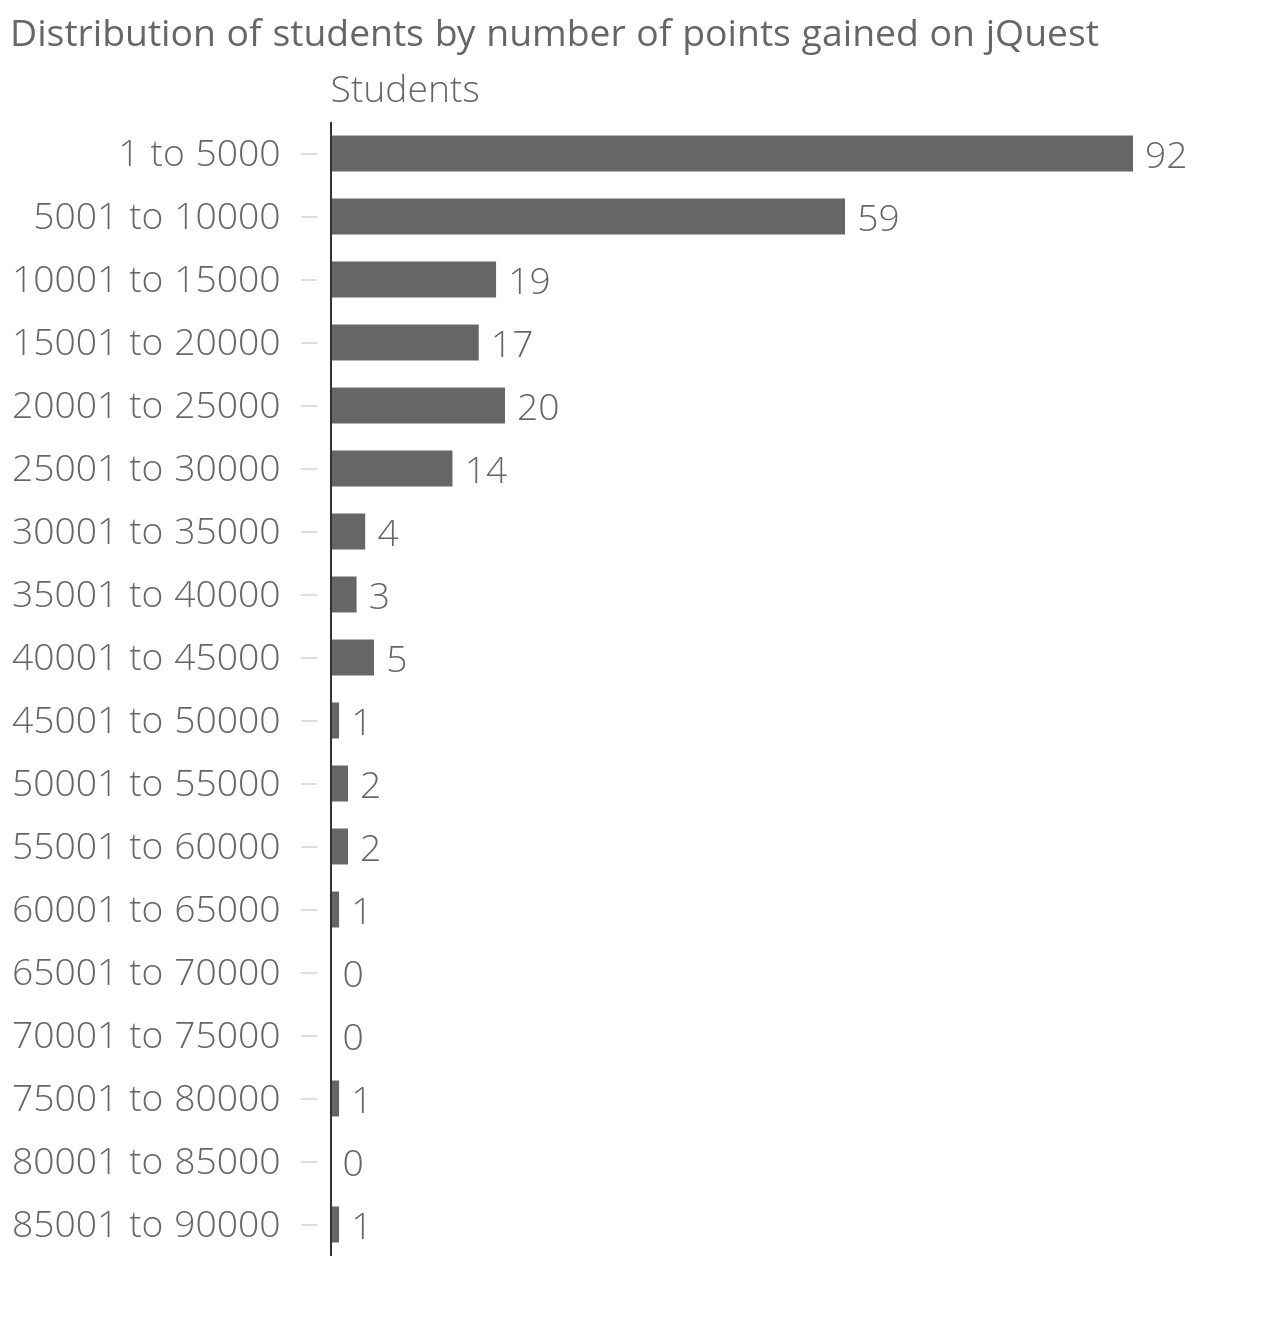 Distribution of students by number of points gained on jQuest
Students
1 to 5000 92
5001 to 10000 59
10001 to 15000 19
15001 to 20000 17
20001 to 25000 20
25001 to 30000 14
30001 to 35000 4
35001 to 40000 3
40001 to 45000 5
45001 to 50000 1
50001 to 55000 2
55001 to 60000 2
60001 to 65000 1
65001 to 70000 0
70001 to 75000 0
75001 to 80000 1
80001 to 85000 0
85001 to 90000 1